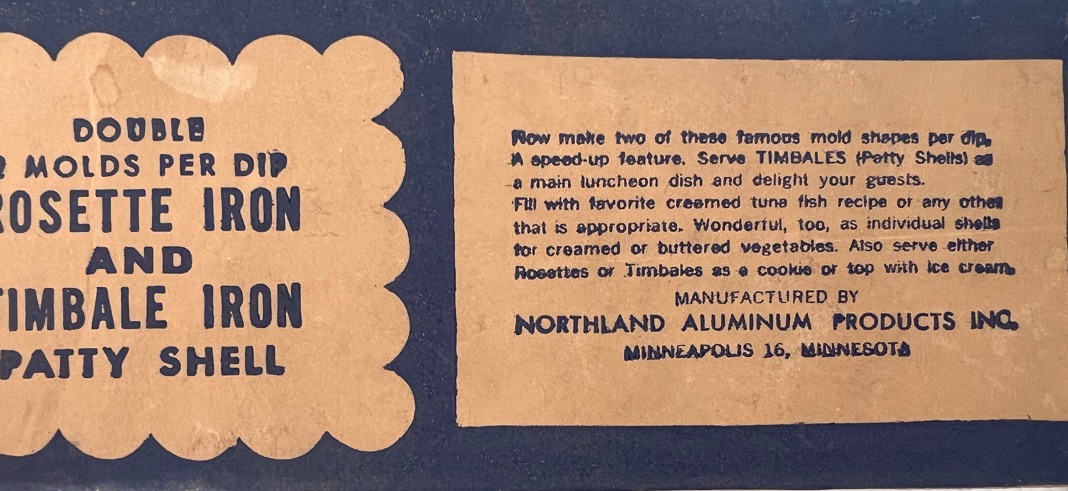 DOUBLE
2 MOLDS PER DIP
ROSETTE IRON
AND
TIMBALE IRON
PATTY SHELL
Now make two of these famous mold shapes per dip.
A speed-up feature. Serve TIMBALES (Patty Shells) as
a main luncheon dish and delight your guests.
Fill with favorite creamed tuna fish recipe or any other
that is appropriate. Wonderful, too, as individual shells
for creamed or buttered vegetables. Also serve either
Rosettes or Timbales as a cookie or top with ice cream.
MANUFACTURED BY
NORTHLAND ALUMINUM PRODUCTS INC.
MINNEAPOLIS 16, MINNESOTA